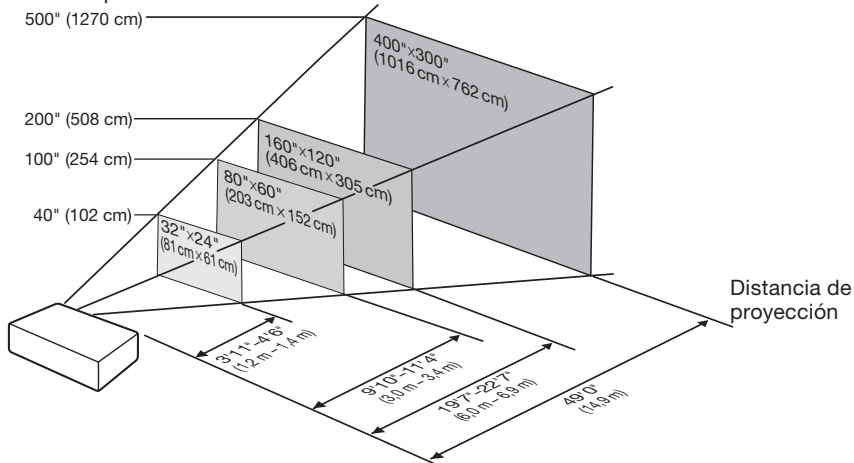 500" (1270 cm)
400"×300"
(1016 cm × 762 cm)
200" (508 cm)
160"×120"
(406 cm × 305 cm)
100" (254 cm)
80"×60"
(203 cm × 152 cm)
40" (102 cm)
32"×24"
(81 cm × 61 cm)
Distancia de
proyección
3'11"–4'6"
(1,2 m – 1,4 m)
9'10"–11'4"
(3,0 m – 3,4 m)
19'7"–22'7"
(6,0 m – 6,9 m)
49'0"
(14,9 m)